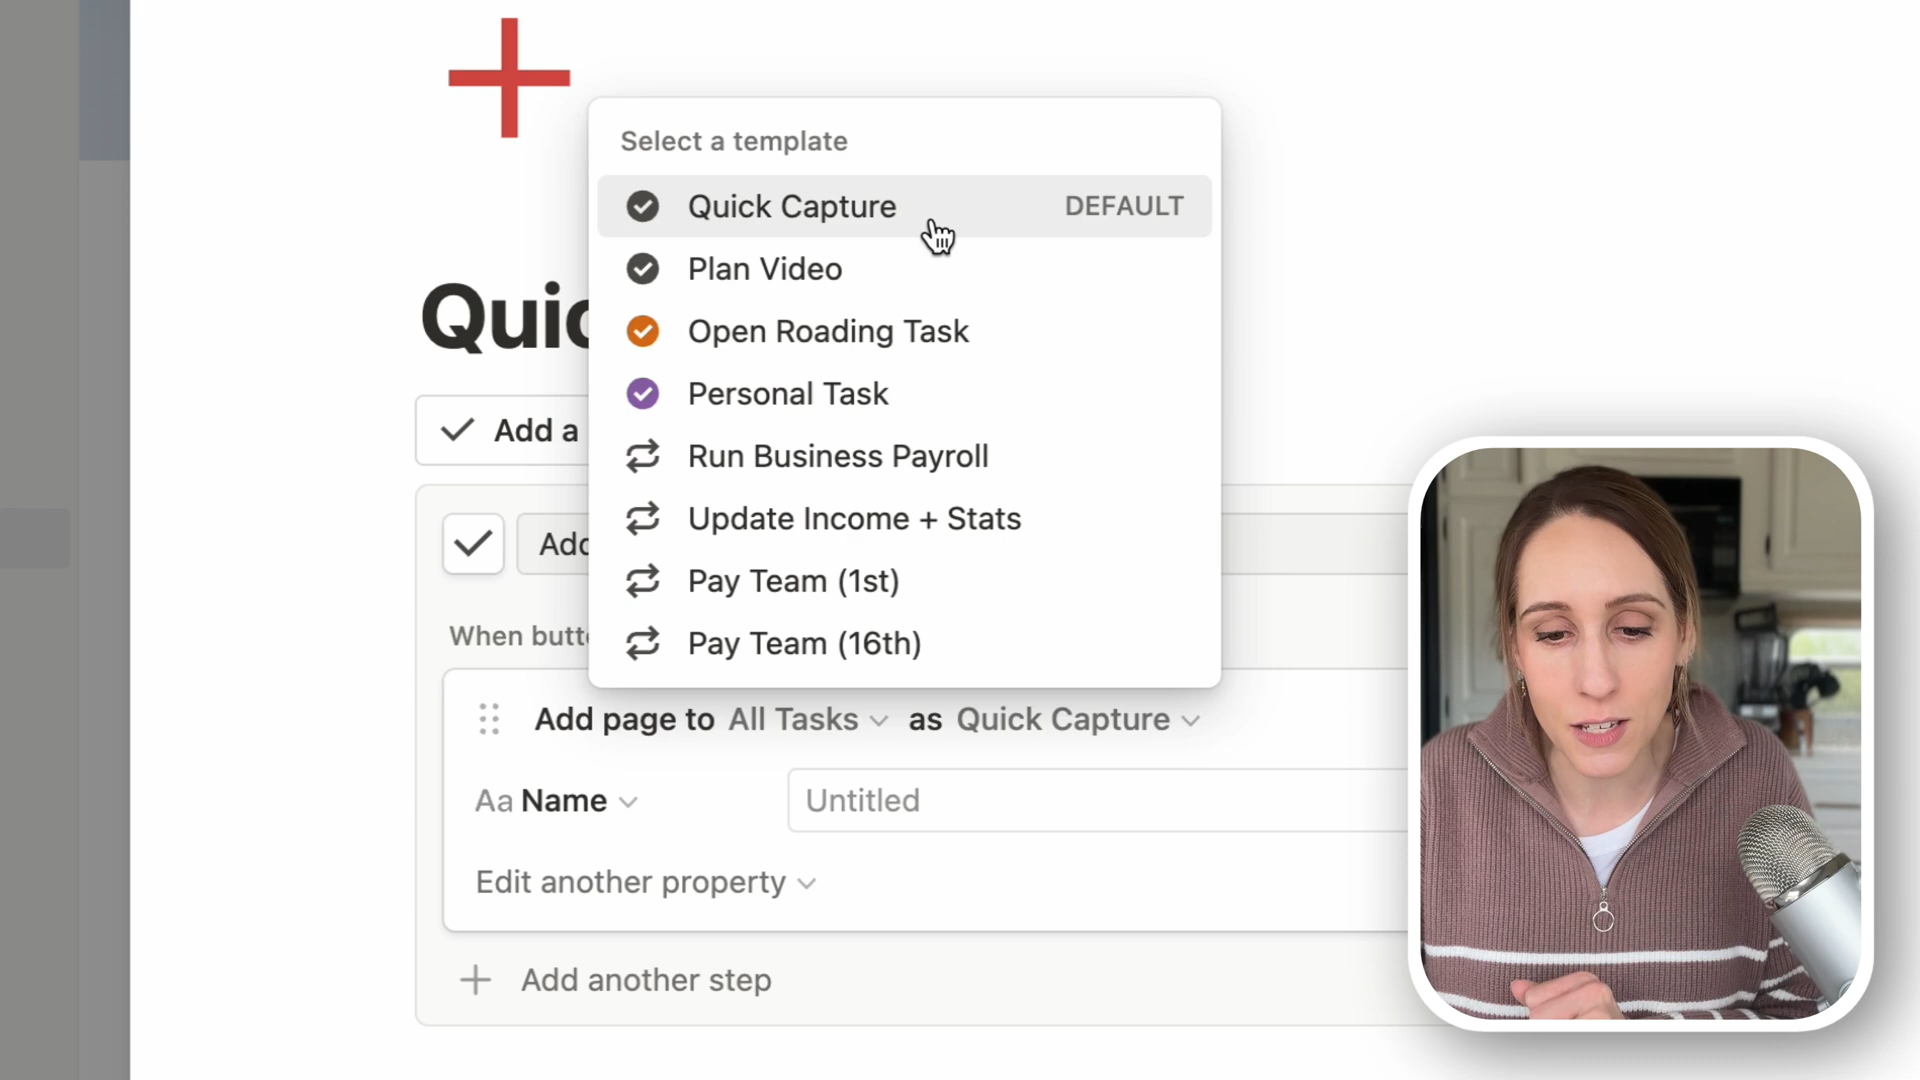 Select a template
Quick Capture DEFAULT
Plan Video
Open Roading Task
Personal Task
Run Business Payroll
Update Income + Stats
Pay Team (1st)
Pay Team (16th)
Quic
Add a
Add
When butt
Add page to All Tasks as Quick Capture
Aa Name Untitled
Edit another property
Add another step